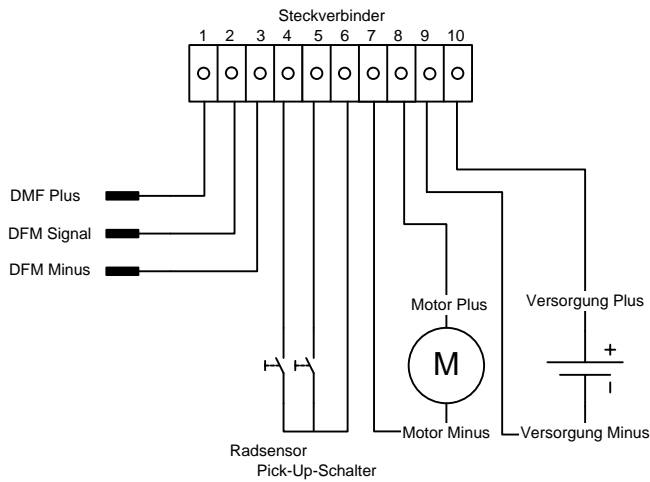 Steckverbinder
1 2 3 4 5 6 7 8 9 10
DMF Plus
DFM Signal
DFM Minus
Motor Plus
Versorgung Plus
M
+
Motor Minus
Versorgung Minus
Radsensor
Pick-Up-Schalter